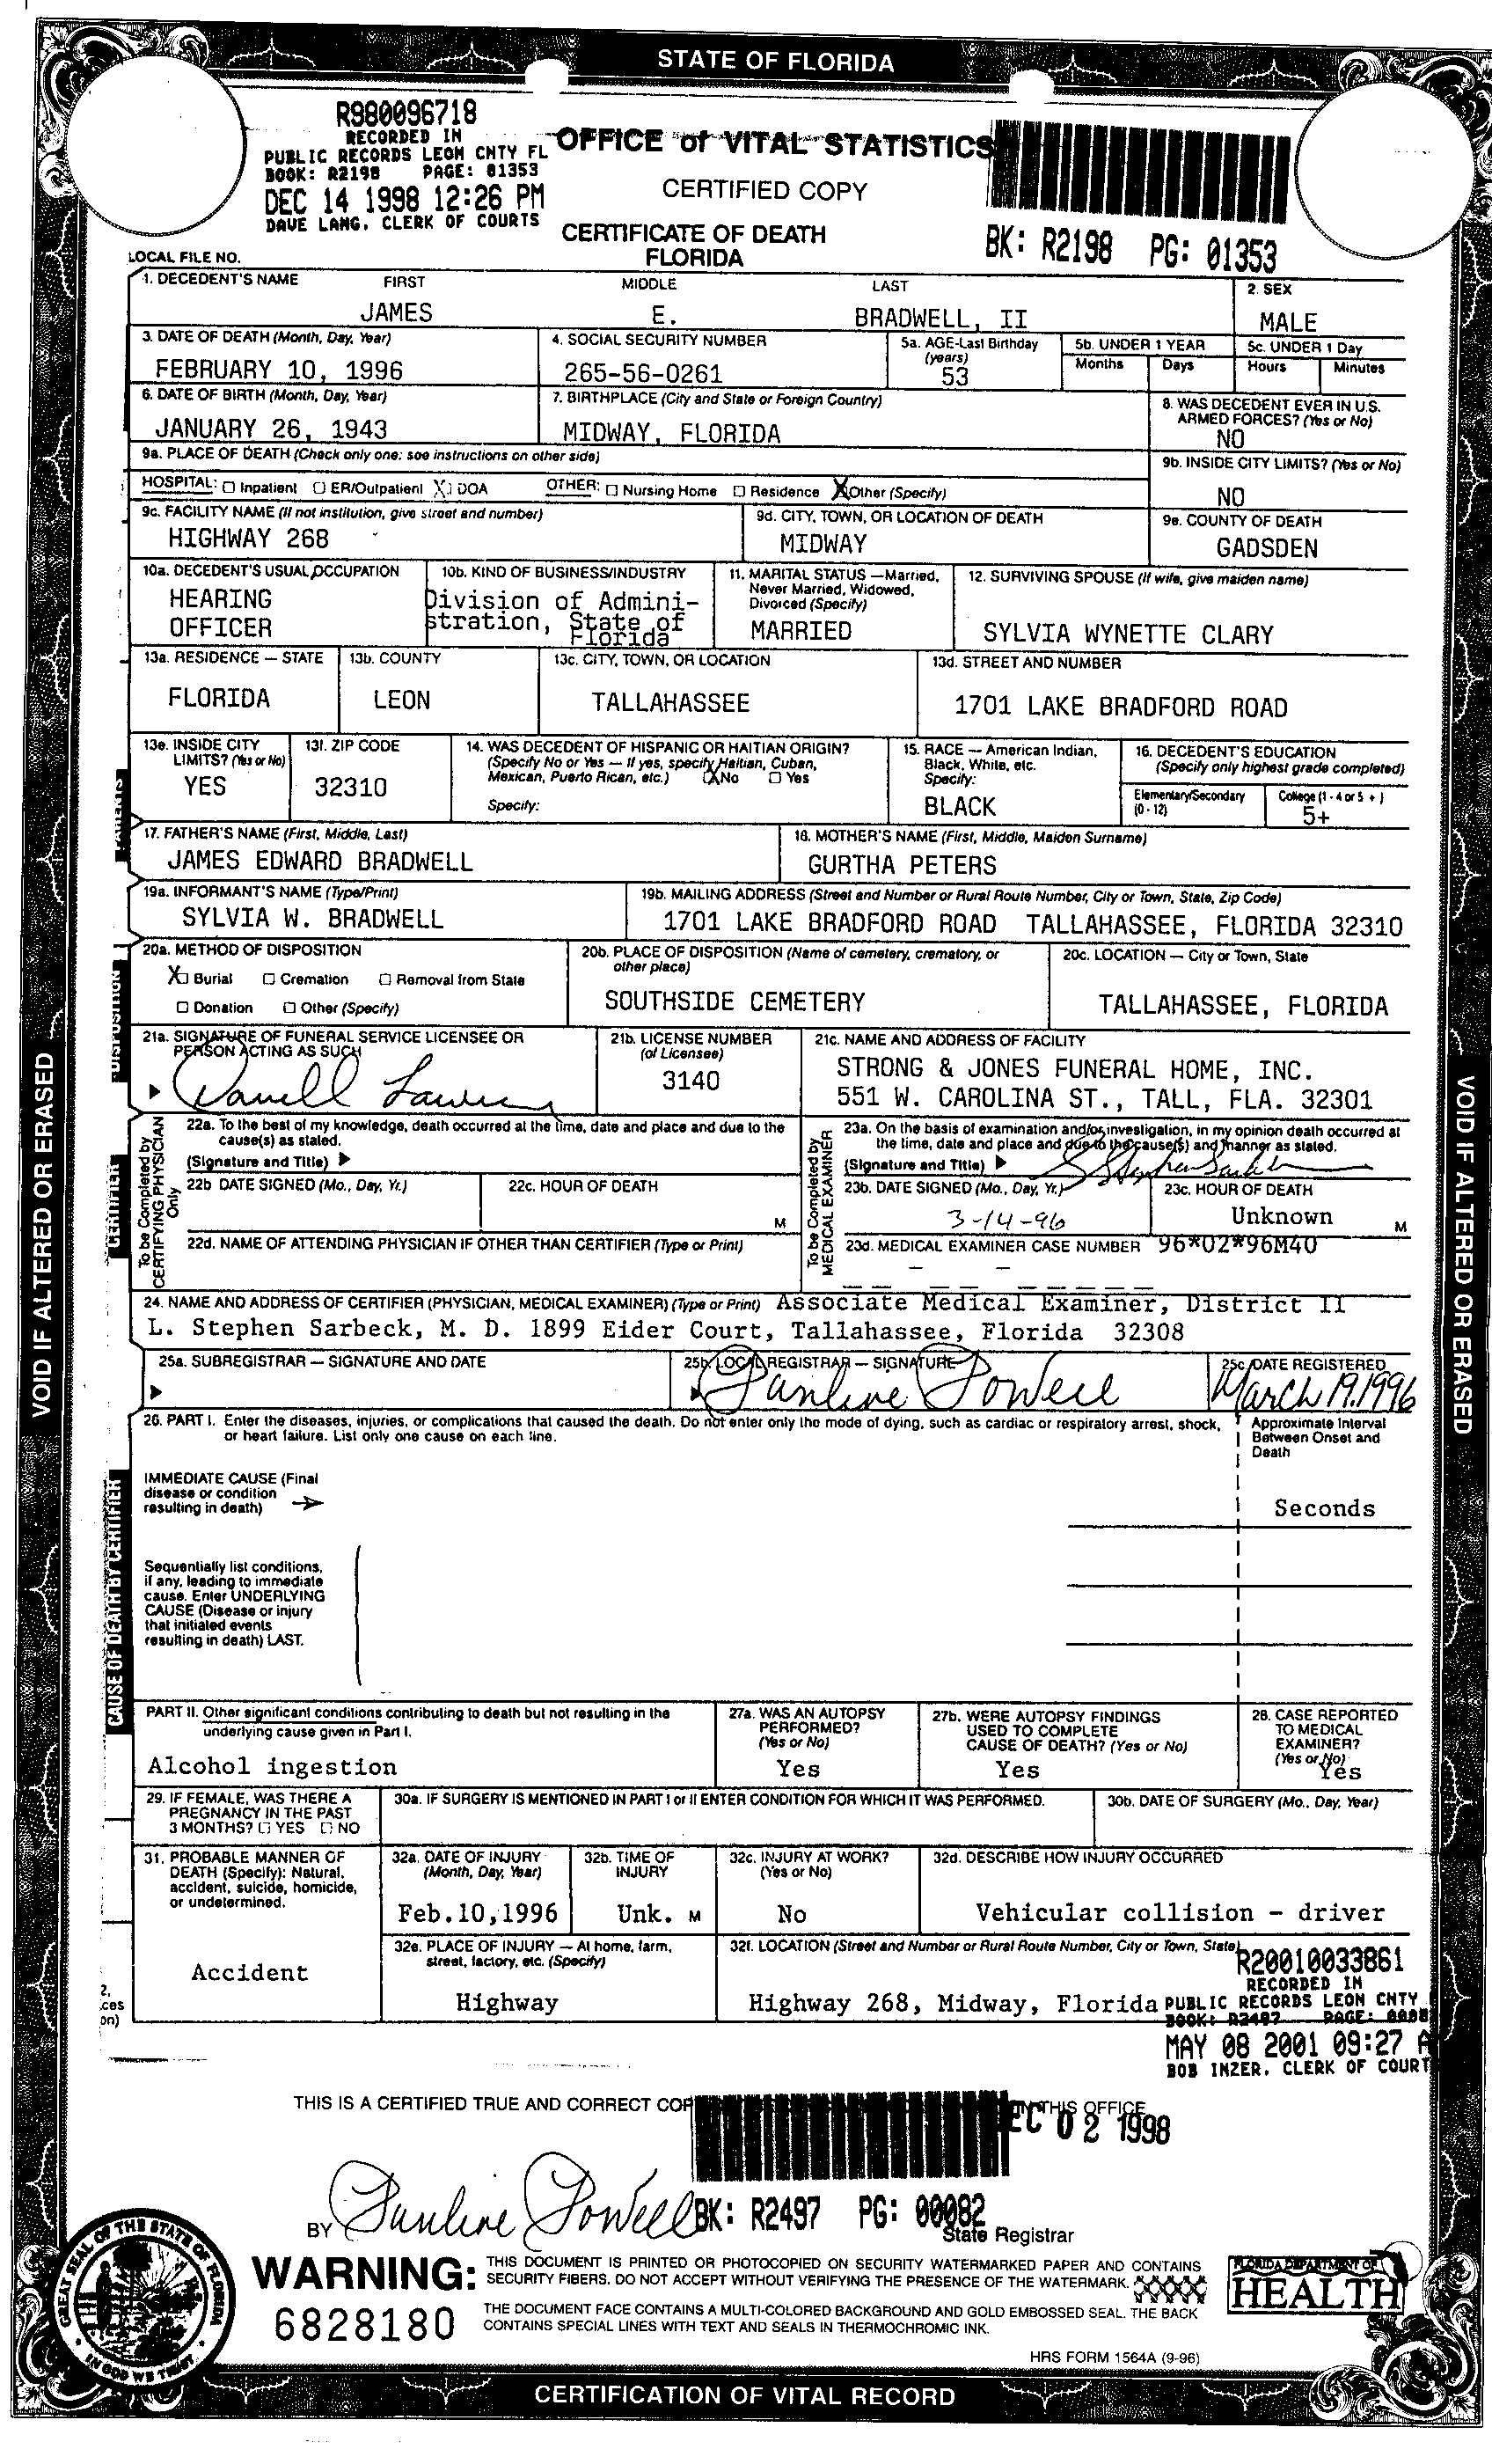 STATE OF FLORIDA
R980096718
RECORDED IN
PUBLIC RECORDS LEON CNTY FL
BOOK: R2198 PAGE: 01353
DEC 14 1998 12:26 PM
DAVE LANG, CLERK OF COURTS
OFFICE of VITAL STATISTICS
CERTIFIED COPY
CERTIFICATE OF DEATH
FLORIDA
BK: R2198 PG: 01353
LOCAL FILE NO.
1. DECEDENT'S NAME FIRST MIDDLE LAST 2. SEX
JAMES E. BRADWELL, II MALE
3. DATE OF DEATH (Month, Day, Year) 4. SOCIAL SECURITY NUMBER 5a. AGE-Last Birthday (years) 5b. UNDER 1 YEAR 5c. UNDER 1 Day
Months Days Hours Minutes
FEBRUARY 10, 1996 265-56-0261 53
6. DATE OF BIRTH (Month, Day, Year) 7. BIRTHPLACE (City and State or Foreign Country) 8. WAS DECEDENT EVER IN U.S. ARMED FORCES? (Yes or No)
JANUARY 26, 1943 MIDWAY, FLORIDA NO
9a. PLACE OF DEATH (Check only one: see instructions on other side) 9b. INSIDE CITY LIMITS? (Yes or No)
HOSPITAL: Inpatient ER/Outpatient X DOA OTHER: Nursing Home Residence X Other (Specify) NO
9c. FACILITY NAME (If not institution, give street and number) 9d. CITY, TOWN, OR LOCATION OF DEATH 9e. COUNTY OF DEATH
HIGHWAY 268 MIDWAY GADSDEN
10a. DECEDENT'S USUAL OCCUPATION 10b. KIND OF BUSINESS/INDUSTRY 11. MARITAL STATUS — Married, Never Married, Widowed, Divorced (Specify) 12. SURVIVING SPOUSE (If wife, give maiden name)
HEARING OFFICER Division of Admini-stration, State of Florida MARRIED SYLVIA WYNETTE CLARY
13a. RESIDENCE — STATE 13b. COUNTY 13c. CITY, TOWN, OR LOCATION 13d. STREET AND NUMBER
FLORIDA LEON TALLAHASSEE 1701 LAKE BRADFORD ROAD
13e. INSIDE CITY LIMITS? (Yes or No) 13f. ZIP CODE 14. WAS DECEDENT OF HISPANIC OR HAITIAN ORIGIN? (Specify No or Yes — If yes, specify Haitian, Cuban, Mexican, Puerto Rican, etc.) X No Yes
Specify:
15. RACE — American Indian, Black, White, etc. Specify: 16. DECEDENT'S EDUCATION (Specify only highest grade completed)
Elementary/Secondary (0 - 12) College (1 - 4 or 5 + )
YES 32310 BLACK 5+
17. FATHER'S NAME (First, Middle, Last) 18. MOTHER'S NAME (First, Middle, Maiden Surname)
JAMES EDWARD BRADWELL GURTHA PETERS
19a. INFORMANT'S NAME (Type/Print) 19b. MAILING ADDRESS (Street and Number or Rural Route Number, City or Town, State, Zip Code)
SYLVIA W. BRADWELL 1701 LAKE BRADFORD ROAD TALLAHASSEE, FLORIDA 32310
20a. METHOD OF DISPOSITION 20b. PLACE OF DISPOSITION (Name of cemetery, crematory, or other place) 20c. LOCATION — City or Town, State
X Burial Cremation Removal from State
Donation Other (Specify)
SOUTHSIDE CEMETERY TALLAHASSEE, FLORIDA
21a. SIGNATURE OF FUNERAL SERVICE LICENSEE OR PERSON ACTING AS SUCH 21b. LICENSE NUMBER (of Licensee) 21c. NAME AND ADDRESS OF FACILITY
3140 STRONG & JONES FUNERAL HOME, INC.
551 W. CAROLINA ST., TALL, FLA. 32301
To be Completed by CERTIFYING PHYSICIAN Only
22a. To the best of my knowledge, death occurred at the time, date and place and due to the cause(s) as stated.
(Signature and Title)
22b DATE SIGNED (Mo., Day, Yr.) 22c. HOUR OF DEATH
M
22d. NAME OF ATTENDING PHYSICIAN IF OTHER THAN CERTIFIER (Type or Print)
To be Completed by MEDICAL EXAMINER
23a. On the basis of examination and/or investigation, in my opinion death occurred at the time, date and place and due to the cause(s) and manner as stated.
(Signature and Title)
23b. DATE SIGNED (Mo., Day, Yr.) 23c. HOUR OF DEATH
3-14-96 Unknown M
23d. MEDICAL EXAMINER CASE NUMBER 96*02*96M40
24. NAME AND ADDRESS OF CERTIFIER (PHYSICIAN, MEDICAL EXAMINER) (Type or Print) Associate Medical Examiner, District II
L. Stephen Sarbeck, M. D. 1899 Eider Court, Tallahassee, Florida 32308
25a. SUBREGISTRAR — SIGNATURE AND DATE 25b. LOCAL REGISTRAR — SIGNATURE 25c. DATE REGISTERED
Pauline Powell March 19, 1996
26. PART I. Enter the diseases, injuries, or complications that caused the death. Do not enter only the mode of dying, such as cardiac or respiratory arrest, shock, or heart failure. List only one cause on each line.
Approximate Interval Between Onset and Death
IMMEDIATE CAUSE (Final disease or condition resulting in death)
Seconds
Sequentially list conditions, if any, leading to immediate cause. Enter UNDERLYING CAUSE (Disease or injury that initiated events resulting in death) LAST.
PART II. Other significant conditions contributing to death but not resulting in the underlying cause given in Part I. 27a. WAS AN AUTOPSY PERFORMED? (Yes or No) 27b. WERE AUTOPSY FINDINGS USED TO COMPLETE CAUSE OF DEATH? (Yes or No) 28. CASE REPORTED TO MEDICAL EXAMINER? (Yes or No)
Alcohol ingestion Yes Yes Yes
29. IF FEMALE, WAS THERE A PREGNANCY IN THE PAST 3 MONTHS? YES NO 30a. IF SURGERY IS MENTIONED IN PART I or II ENTER CONDITION FOR WHICH IT WAS PERFORMED. 30b. DATE OF SURGERY (Mo., Day, Year)
31. PROBABLE MANNER OF DEATH (Specify): Natural, accident, suicide, homicide, or undetermined. 32a. DATE OF INJURY (Month, Day, Year) 32b. TIME OF INJURY 32c. INJURY AT WORK? (Yes or No) 32d. DESCRIBE HOW INJURY OCCURRED
Feb.10,1996 Unk. M No Vehicular collision - driver
32e. PLACE OF INJURY — At home, farm, street, factory, etc. (Specify) 32f. LOCATION (Street and Number or Rural Route Number, City or Town, State)
Accident Highway Highway 268, Midway, Florida
DISPOSITION
CERTIFIER
CAUSE OF DEATH BY CERTIFIER
VOID IF ALTERED OR ERASED
VOID IF ALTERED OR ERASED
R20010033861
RECORDED IN
PUBLIC RECORDS LEON CNTY
BOOK: R2497 PAGE:
MAY 08 2001 09:27 A
BOB INZER, CLERK OF COURT
THIS IS A CERTIFIED TRUE AND CORRECT COP THIS OFFICE
EC 02 1998
BY Pauline Powell
BK: R2497 PG: 00082
State Registrar
WARNING: THIS DOCUMENT IS PRINTED OR PHOTOCOPIED ON SECURITY WATERMARKED PAPER AND CONTAINS
SECURITY FIBERS. DO NOT ACCEPT WITHOUT VERIFYING THE PRESENCE OF THE WATERMARK.
THE DOCUMENT FACE CONTAINS A MULTI-COLORED BACKGROUND AND GOLD EMBOSSED SEAL. THE BACK
CONTAINS SPECIAL LINES WITH TEXT AND SEALS IN THERMOCHROMIC INK.
6828180
FLORIDA DEPARTMENT OF
HEALTH
HRS FORM 1564A (9-96)
GREAT SEAL OF THE STATE OF FLORIDA
IN GOD WE TRUST
CERTIFICATION OF VITAL RECORD